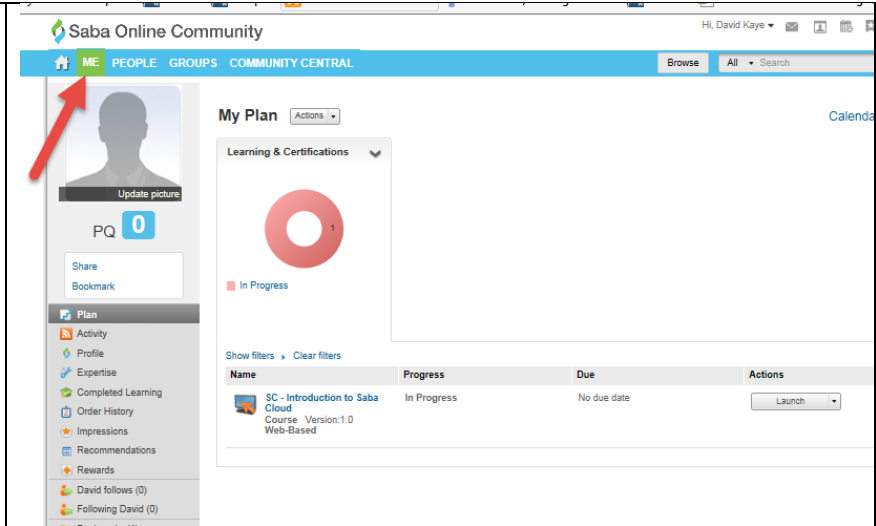 Saba Online Community
Hi, David Kaye
ME PEOPLE GROUPS COMMUNITY CENTRAL
Browse All Search
Update picture
PQ 0
Share
Bookmark
Plan
Activity
Profile
Expertise
Completed Learning
Order History
Impressions
Recommendations
Rewards
David follows (0)
Following David (0)
My Plan Actions
Calenda
Learning & Certifications
1
In Progress
Show filters Clear filters
Name Progress Due Actions
SC - Introduction to Saba In Progress No due date Launch
Cloud
Course Version:1.0
Web-Based